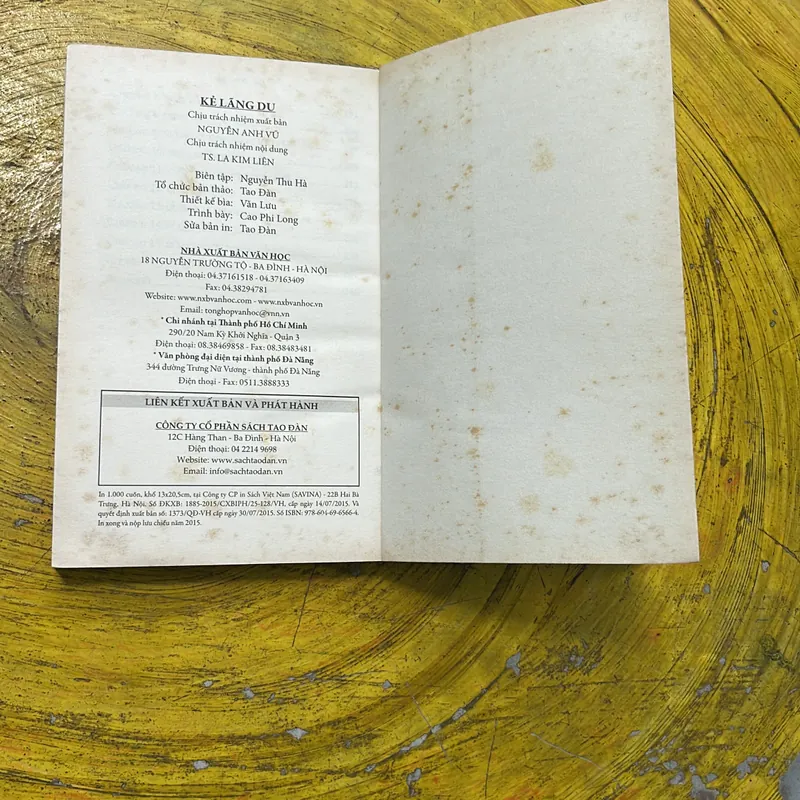 KẺ LÃNG DU
Chịu trách nhiệm xuất bản
NGUYỄN ANH VŨ
Chịu trách nhiệm nội dung
TS. LA KIM LIÊN
Biên tập: Nguyễn Thu Hà
Tổ chức bản thảo: Tao Đàn
Thiết kế bìa: Văn Lưu
Trình bày: Cao Phi Long
Sửa bản in: Tao Đàn
NHÀ XUẤT BẢN VĂN HỌC
18 NGUYỄN TRƯỜNG TỘ - BA ĐÌNH - HÀ NỘI
Điện thoại: 04.37161518 - 04.37163409
Fax: 04.38294781
Website: www.nxbvanhoc.com - www.nxbvanhoc.vn
Email: tonghopvanhoc@vnn.vn
* Chi nhánh tại Thành phố Hồ Chí Minh
290/20 Nam Kỳ Khởi Nghĩa - Quận 3
Điện thoại: 08.38469858 - Fax: 08.38483481
* Văn phòng đại diện tại thành phố Đà Nẵng
344 đường Trưng Nữ Vương - thành phố Đà Nẵng
Điện thoại - Fax: 0511.3888333
LIÊN KẾT XUẤT BẢN VÀ PHÁT HÀNH
CÔNG TY CỔ PHẦN SÁCH TAO ĐÀN
12C Hàng Than - Ba Đình - Hà Nội
Điện thoại: 04 2214 9698
Website: www.sachtaodan.vn
Email: info@sachtaodan.vn
In 1.000 cuốn, khổ 13x20,5cm, tại Công ty CP in Sách Việt Nam (SAVINA) - 22B Hai Bà
Trưng, Hà Nội. Số ĐKXB: 1885-2015/CXBIPH/25-128/VH, cấp ngày 14/07/2015. Và
quyết định xuất bản số: 1373/QĐ-VH cấp ngày 30/07/2015. Số ISBN: 978-604-69-6566-4.
In xong và nộp lưu chiểu năm 2015.